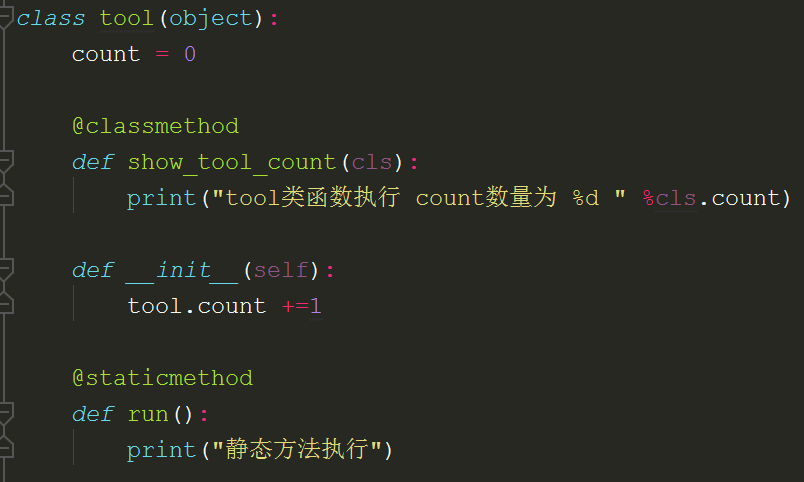 class tool(object):
count = 0
@classmethod
def show_tool_count(cls):
print("tool类函数执行 count数量为 %d " %cls.count)
def __init__(self):
tool.count +=1
@staticmethod
def run():
print("静态方法执行")